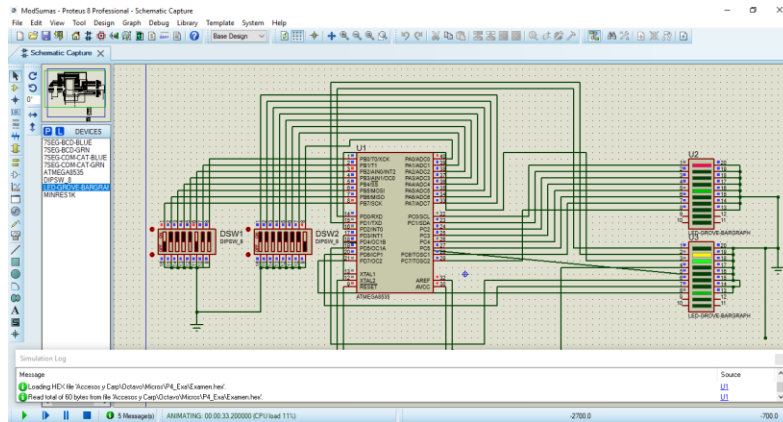 ModSumas - Proteus 8 Professional - Schematic Capture
File Edit View Tool Design Graph Debug Library Template System Help
Base Design
Schematic Capture
0°
P L DEVICES
7SEG-BCD-BLUE
7SEG-BCD-GRN
7SEG-COM-CAT-BLUE
7SEG-COM-CAT-GRN
ATMEGA8535
DIPSW_8
LED-GROVE-BARGRAPH
MINRES1K
U1
PB0/T0/XCK
PB1/T1
PB2/AIN0/INT2
PB3/AIN1/OC0
PB4/SS
PB5/MOSI
PB6/MISO
PB7/SCK
PA0/ADC0
PA1/ADC1
PA2/ADC2
PA3/ADC3
PA4/ADC4
PA5/ADC5
PA6/ADC6
PA7/ADC7
PD0/RXD
PD1/TXD
PD2/INT0
PD3/INT1
PD4/OC1B
PD5/OC1A
PD6/ICP1
PD7/OC2
PC0/SCL
PC1/SDA
PC2
PC3
PC4
PC5
PC6/TOSC1
PC7/TOSC2
XTAL1
XTAL2
RESET
AREF
AVCC
ATMEGA8535
DSW1
DIPSW_8
DSW2
DIPSW_8
U2
LED-GROVE-BARGRAPH
U3
LED-GROVE-BARGRAPH
Simulation Log
Message Source
Loading HEX file 'Accesos y Carp\Octavo\Micros\P4_Exa\Examen.hex'. U1
Read total of 60 bytes from file 'Accesos y Carp\Octavo\Micros\P4_Exa\Examen.hex'. U1
5 Message(s) ANIMATING: 00:00:33.200000 (CPU load 11%) -2700.0 -700.0